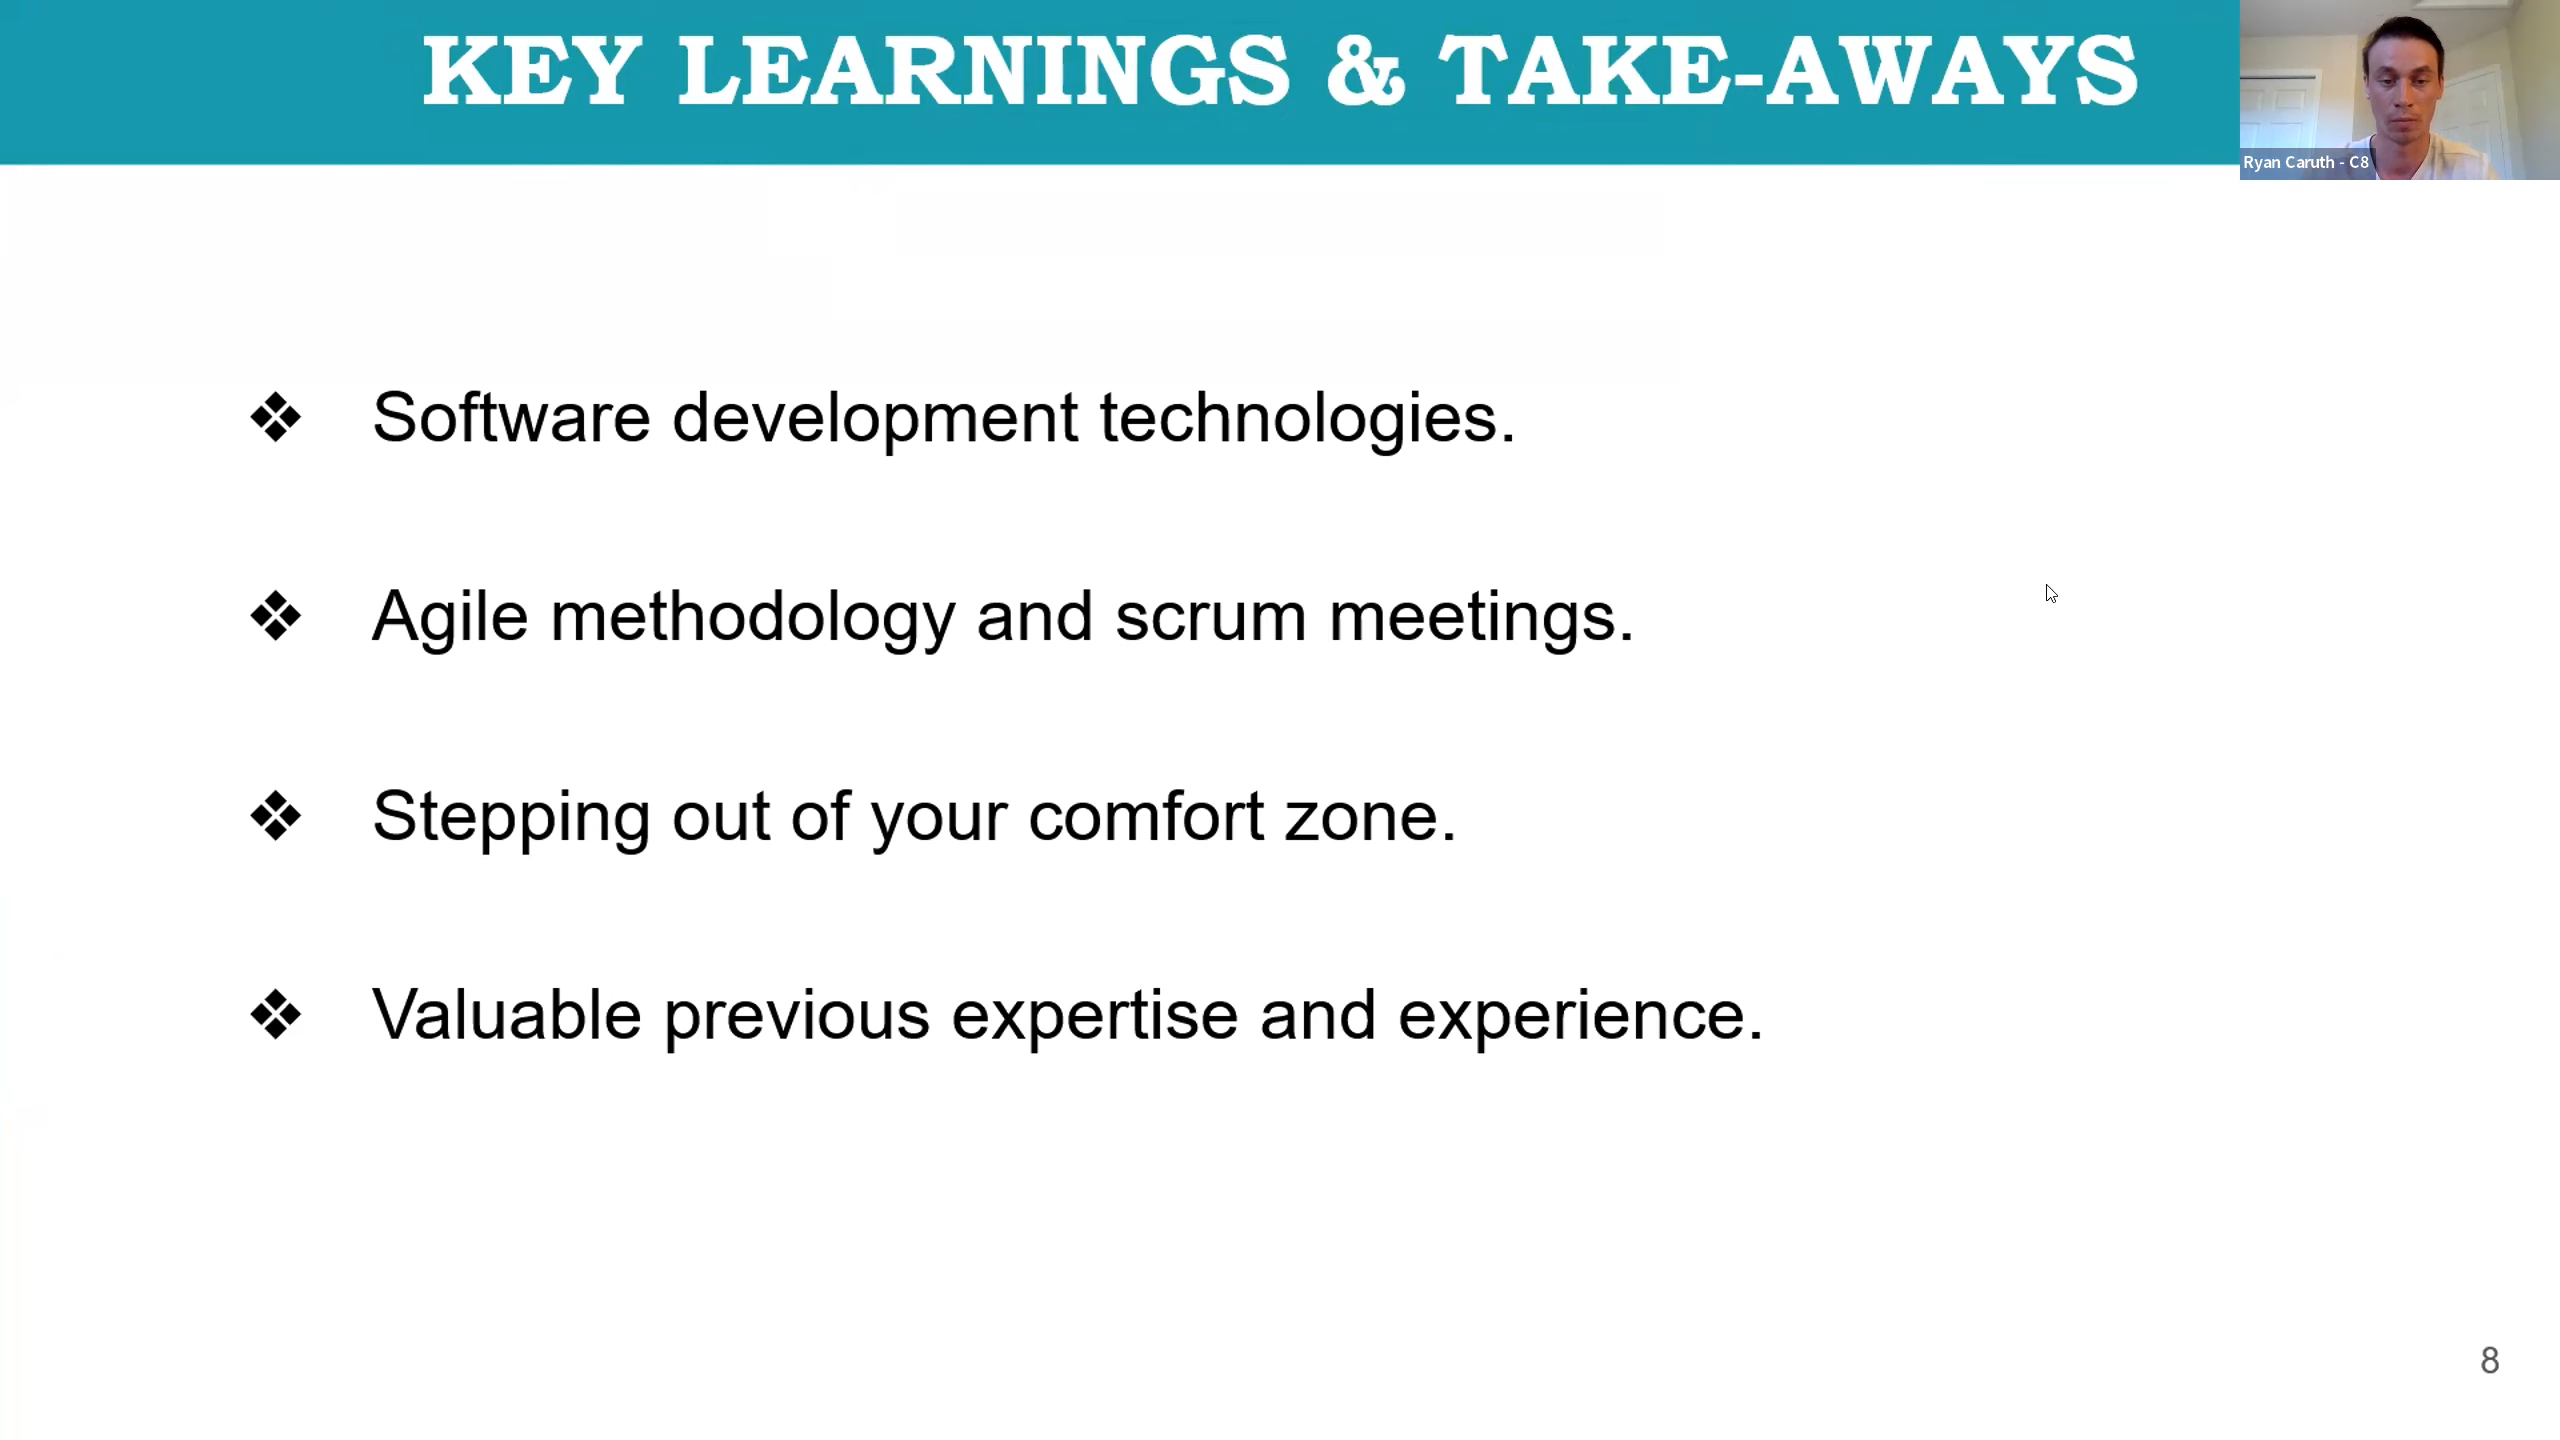 KEY LEARNINGS & TAKE-AWAYS
Ryan Caruth - C8
❖ Software development technologies.
❖ Agile methodology and scrum meetings.
❖ Stepping out of your comfort zone.
❖ Valuable previous expertise and experience.
8